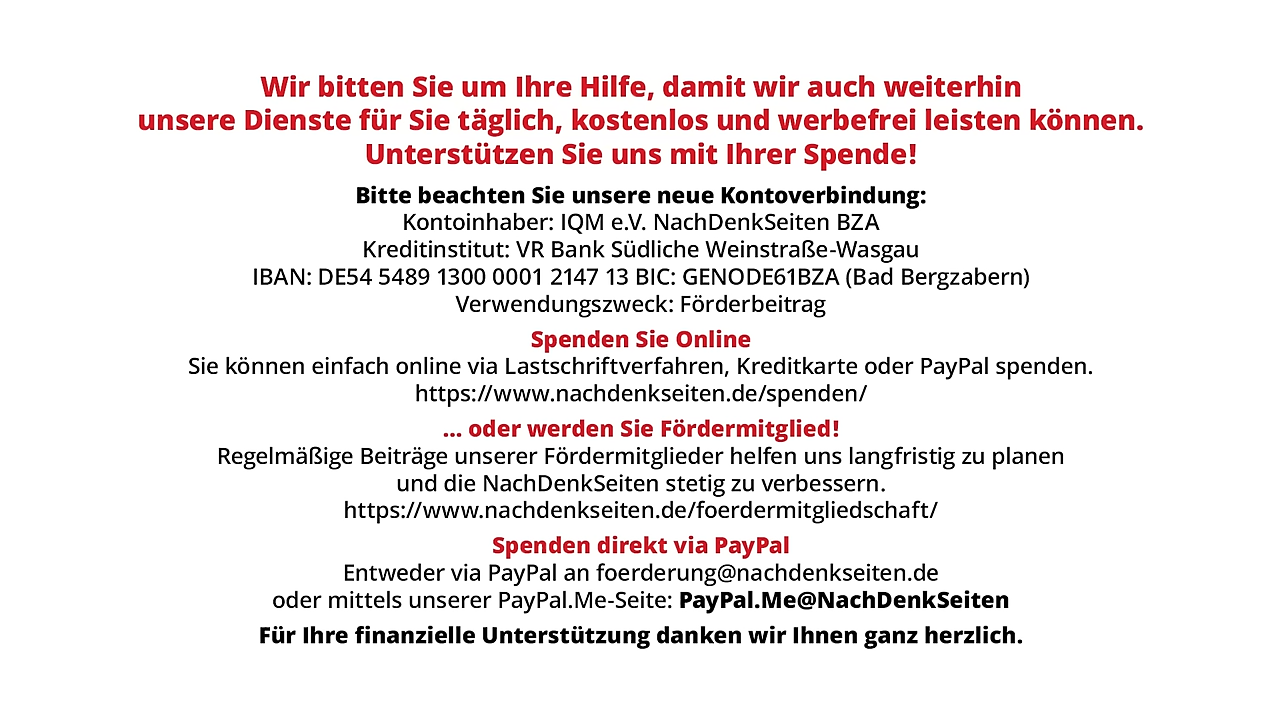 Wir bitten Sie um Ihre Hilfe, damit wir auch weiterhin
unsere Dienste für Sie täglich, kostenlos und werbefrei leisten können.
Unterstützen Sie uns mit Ihrer Spende!
Bitte beachten Sie unsere neue Kontoverbindung:
Kontoinhaber: IQM e.V. NachDenkSeiten BZA
Kreditinstitut: VR Bank Südliche Weinstraße-Wasgau
IBAN: DE54 5489 1300 0001 2147 13 BIC: GENODE61BZA (Bad Bergzabern)
Verwendungszweck: Förderbeitrag
Spenden Sie Online
Sie können einfach online via Lastschriftverfahren, Kreditkarte oder PayPal spenden.
https://www.nachdenkseiten.de/spenden/
... oder werden Sie Fördermitglied!
Regelmäßige Beiträge unserer Fördermitglieder helfen uns langfristig zu planen
und die NachDenkSeiten stetig zu verbessern.
https://www.nachdenkseiten.de/foerdermitgliedschaft/
Spenden direkt via PayPal
Entweder via PayPal an foerderung@nachdenkseiten.de
oder mittels unserer PayPal.Me-Seite: PayPal.Me@NachDenkSeiten
Für Ihre finanzielle Unterstützung danken wir Ihnen ganz herzlich.